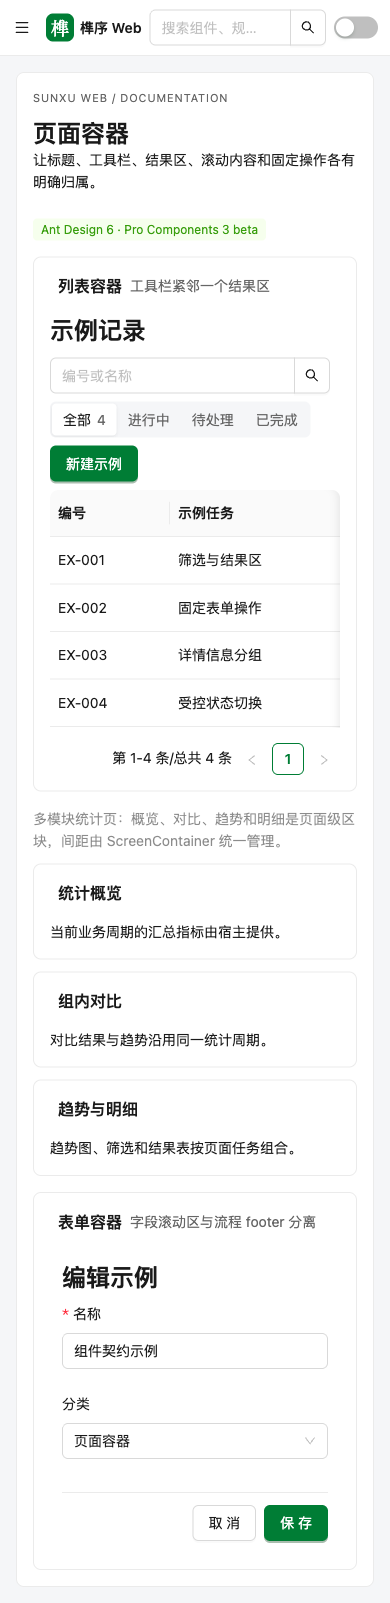 榫 榫序 Web 搜索组件、规...
SUNXU WEB / DOCUMENTATION
页面容器
让标题、工具栏、结果区、滚动内容和固定操作各有
明确归属。
Ant Design 6 · Pro Components 3 beta
列表容器 工具栏紧邻一个结果区
示例记录
编号或名称
全部 4 进行中 待处理 已完成
新建示例
编号 示例任务
EX-001 筛选与结果区
EX-002 固定表单操作
EX-003 详情信息分组
EX-004 受控状态切换
第 1-4 条/总共 4 条 1
多模块统计页：概览、对比、趋势和明细是页面级区
块，间距由 ScreenContainer 统一管理。
统计概览
当前业务周期的汇总指标由宿主提供。
组内对比
对比结果与趋势沿用同一统计周期。
趋势与明细
趋势图、筛选和结果表按页面任务组合。
表单容器 字段滚动区与流程 footer 分离
编辑示例
* 名称
组件契约示例
分类
页面容器
取 消 保 存